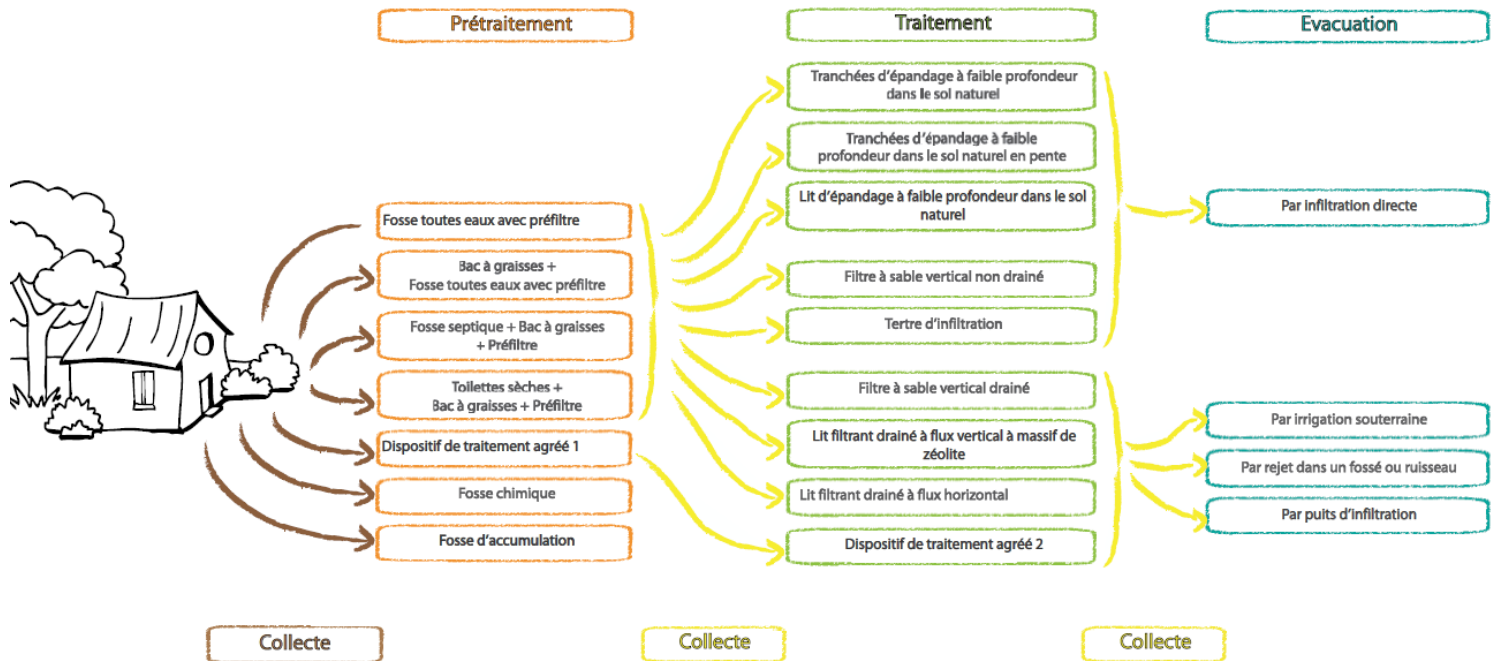 Prétraitement
Traitement
Evacuation
Fosse toutes eaux avec préfiltre
Bac à graisses +
Fosse toutes eaux avec préfiltre
Fosse septique + Bac à graisses
+ Préfiltre
Toilettes sèches +
Bac à graisses + Préfiltre
Dispositif de traitement agréé 1
Fosse chimique
Fosse d'accumulation
Tranchées d'épandage à faible profondeur
dans le sol naturel
Tranchées d'épandage à faible
profondeur dans le sol naturel en pente
Lit d'épandage à faible profondeur dans le sol
naturel
Filtre à sable vertical non drainé
Tertre d'infiltration
Filtre à sable vertical drainé
Lit filtrant drainé à flux vertical à massif de
zéolite
Lit filtrant drainé à flux horizontal
Dispositif de traitement agréé 2
Par infiltration directe
Par irrigation souterraine
Par rejet dans un fossé ou ruisseau
Par puits d'infiltration
Collecte
Collecte
Collecte